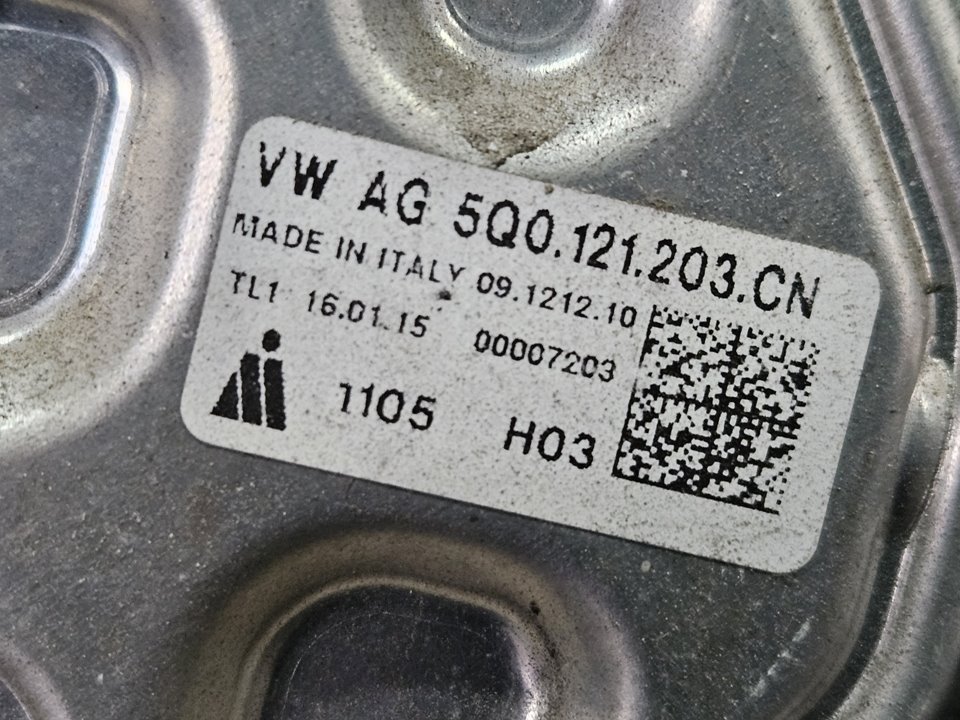 VW AG 5Q0.121.203.CN
MADE IN ITALY 09.1212.10
TL1 16.01.15 00007203
1105 H03